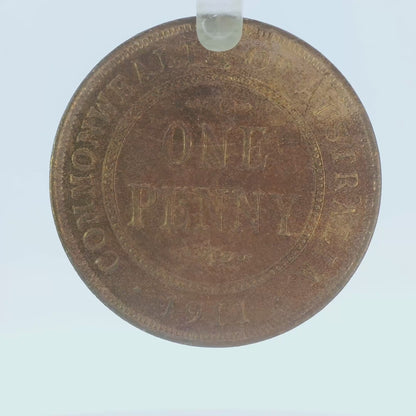 COMMONWEALTH OF AUSTRALIA
ONE
PENNY
1911